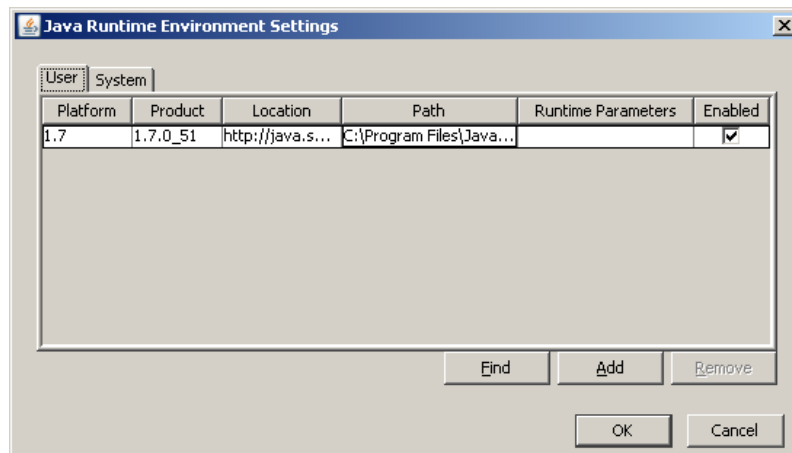 Java Runtime Environment Settings
User System
Platform Product Location Path Runtime Parameters Enabled
1.7 1.7.0_51 http://java.s... C:\Program Files\Java...
Find Add Remove
OK Cancel